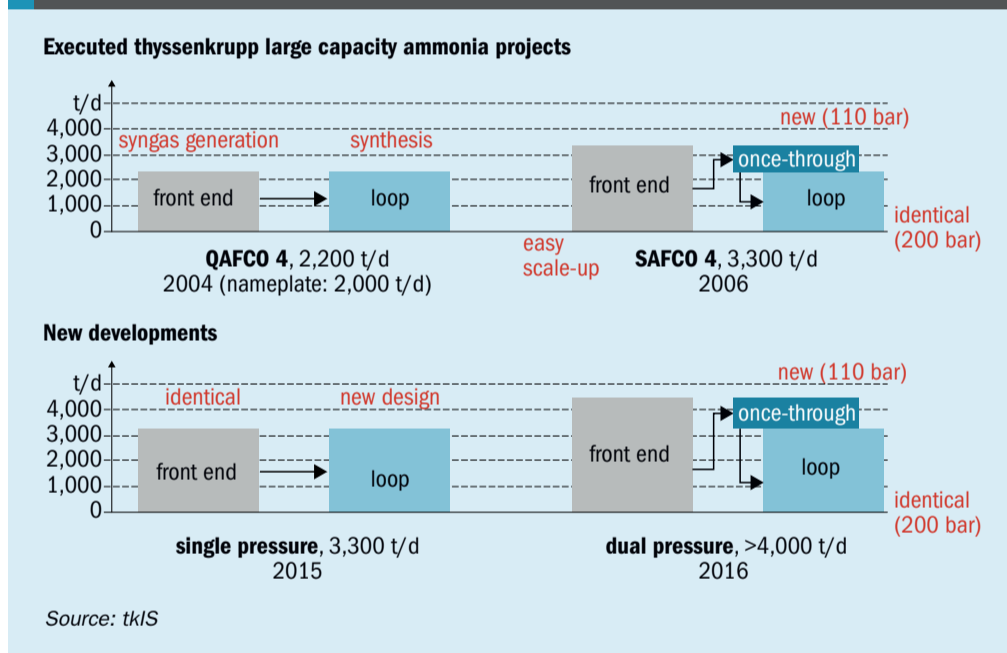 Executed thyssenkrupp large capacity ammonia projects
t/d
4,000
3,000
2,000
1,000
0
syngas generation
synthesis
front end
loop
QAFCO 4, 2,200 t/d
2004 (nameplate: 2,000 t/d)
easy
scale-up
new (110 bar)
front end
once-through
loop
identical
(200 bar)
SAFCO 4, 3,300 t/d
2006
New developments
t/d
4,000
3,000
2,000
1,000
0
identical
new design
front end
loop
single pressure, 3,300 t/d
2015
new (110 bar)
front end
once-through
loop
identical
(200 bar)
dual pressure, >4,000 t/d
2016
Source: tkIS